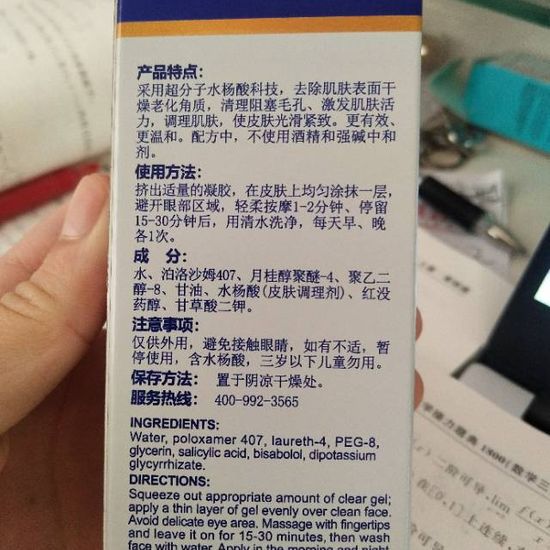 产品特点：
采用超分子水杨酸科技，去除肌肤表面干
燥老化角质，清理阻塞毛孔、激发肌肤活
力，调理肌肤，使皮肤光滑紧致。更有效、
更温和。配方中，不使用酒精和强碱中和
剂。
使用方法：
挤出适量的凝胶，在皮肤上均匀涂抹一层，
避开眼部区域，轻柔按摩1-2分钟、停留
15-30分钟后，用清水洗净，每天早、晚
各1次。
成 分：
水、泊洛沙姆407、月桂醇聚醚-4、聚乙二
醇-8、甘油、水杨酸(皮肤调理剂)、红没
药醇、甘草酸二钾。
注意事项：
仅供外用，避免接触眼睛，如有不适，暂
停使用，含水杨酸，三岁以下儿童勿用。
保存方法： 置于阴凉干燥处。
服务热线： 400-992-3565
INGREDIENTS:
Water, poloxamer 407, laureth-4, PEG-8,
glycerin, salicylic acid, bisabolol, dipotassium
glycyrrhizate.
DIRECTIONS:
Squeeze out appropriate amount of clear gel;
apply a thin layer of gel evenly over clean face.
Avoid delicate eye area. Massage with fingertips
and leave it on for 15-30 minutes, then wash
face with water. Apply in the morning and night